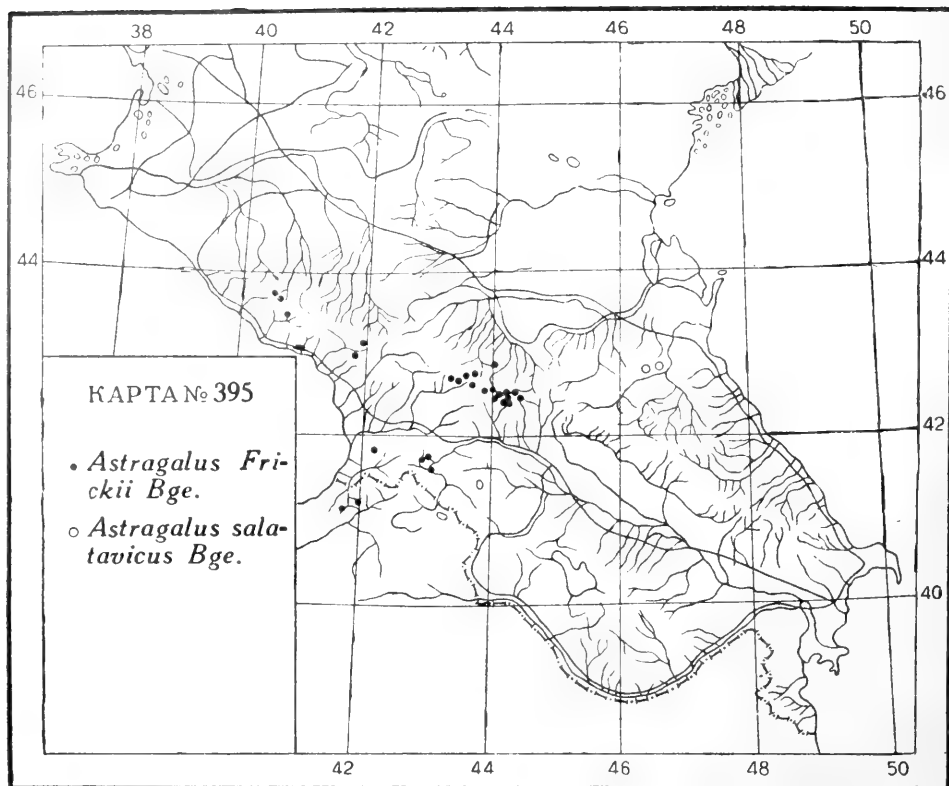 38 40 42 44 46 48 50
46 46
44 44
КАРТА № 395
42
• Astragalus Fri-
ckii Bge.
○ Astragalus sala-
tavicus Bge.
40
42 44 46 48 50